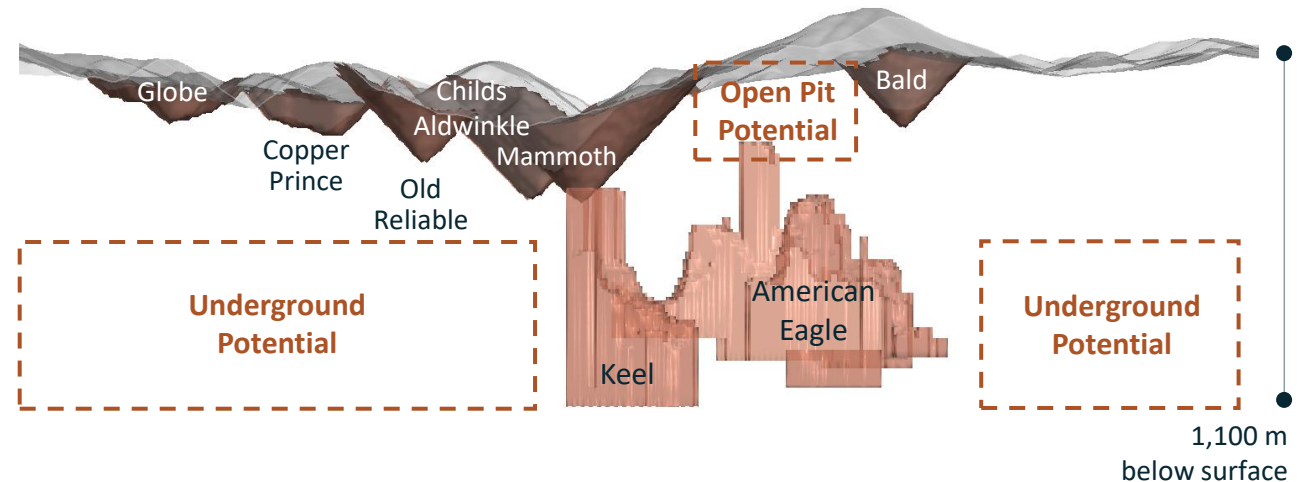 Globe
Copper
Prince
Old
Reliable
Childs
Aldwinkle
Mammoth
Open Pit
Potential
Bald
Underground
Potential
Keel
American
Eagle
Underground
Potential
1,100 m
below surface